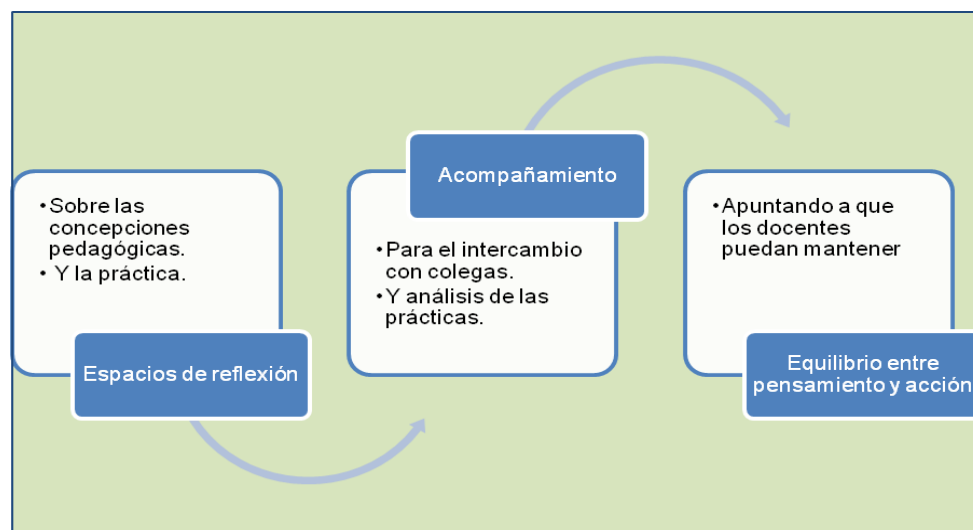 •Sobre las
concepciones
pedagógicas.
• Y la práctica.
Espacios de reflexión
Acompañamiento
•Para el intercambio
con colegas.
•Y análisis de las
prácticas.
•Apuntando a que
los docentes
puedan mantener
Equilibrio entre
pensamiento y acción